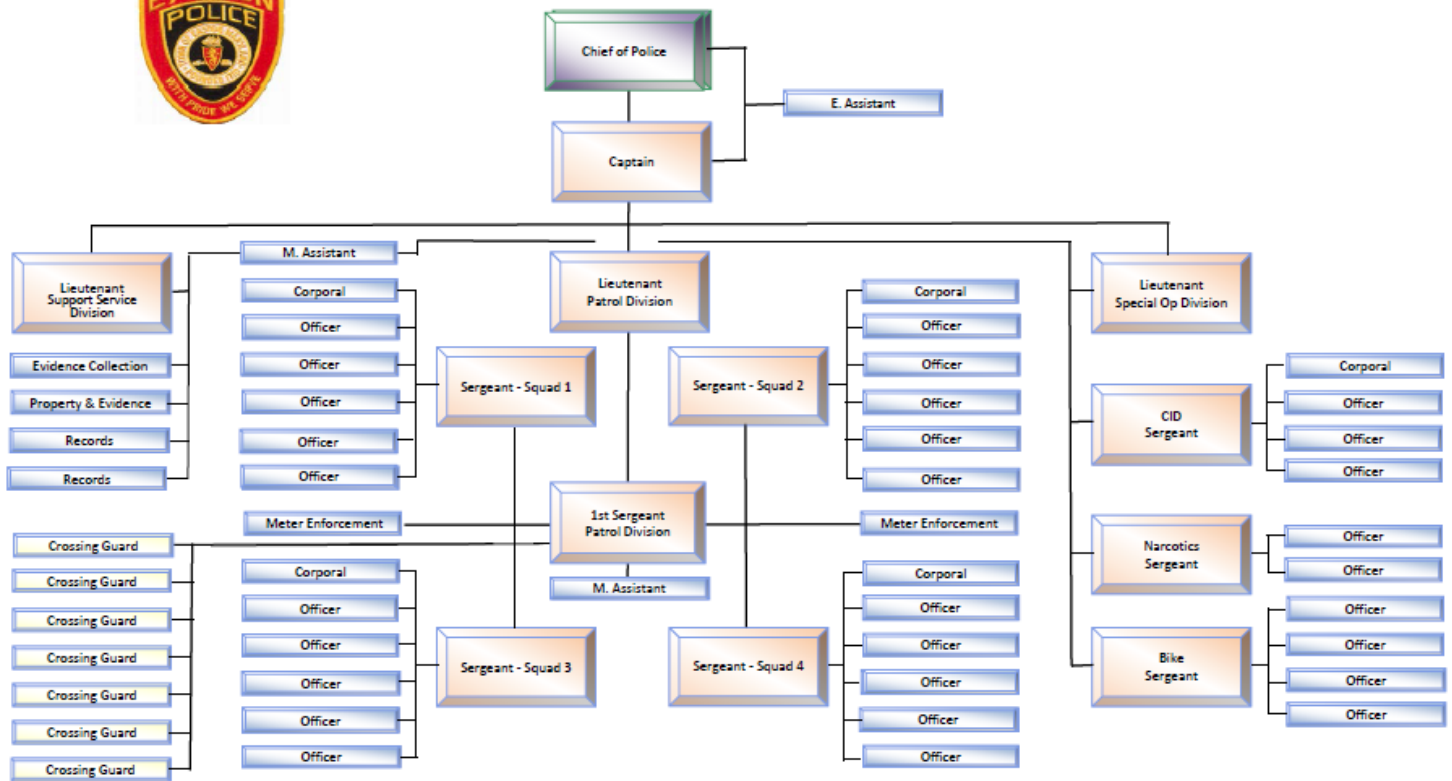 POLICE
WITH PRIDE WE SERVE
Chief of Police
E. Assistant
Captain
M. Assistant
Lieutenant
Support Service
Division
Lieutenant
Patrol Division
Lieutenant
Special Op Division
Evidence Collection
Property & Evidence
Records
Records
Corporal
Officer
Officer
Officer
Officer
Officer
Sergeant - Squad 1
Sergeant - Squad 2
Corporal
Officer
Officer
Officer
Officer
Officer
CID
Sergeant
Corporal
Officer
Officer
Officer
Meter Enforcement
1st Sergeant
Patrol Division
Meter Enforcement
M. Assistant
Narcotics
Sergeant
Officer
Officer
Crossing Guard
Crossing Guard
Crossing Guard
Crossing Guard
Crossing Guard
Crossing Guard
Crossing Guard
Corporal
Officer
Officer
Officer
Officer
Officer
Sergeant - Squad 3
Sergeant - Squad 4
Corporal
Officer
Officer
Officer
Officer
Officer
Bike
Sergeant
Officer
Officer
Officer
Officer